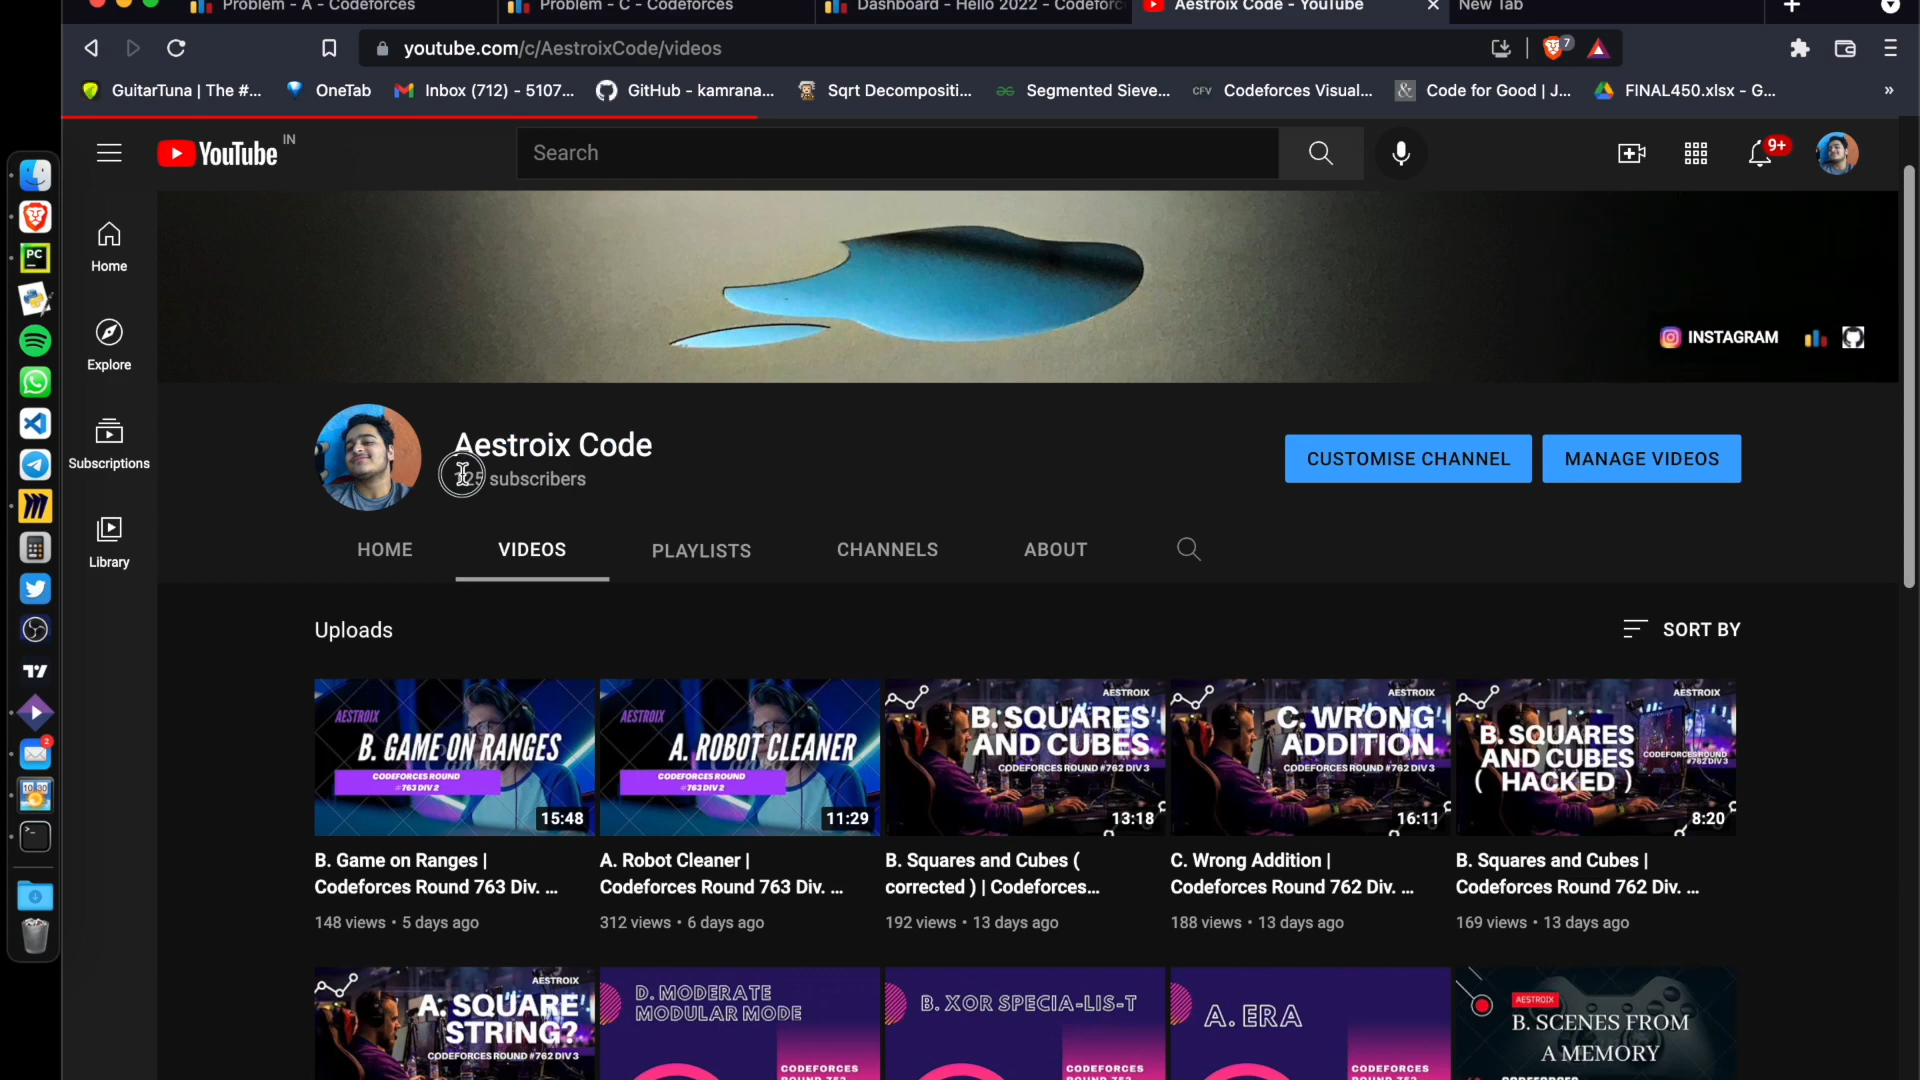 Problem - A - Codeforces
Problem - C - Codeforces
Dashboard - Hello 2022 - Codeforc
Aestroix Code - YouTube
New Tab
youtube.com/c/AestroixCode/videos
7
GuitarTuna | The #...
OneTab
Inbox (712) - 5107...
GitHub - kamrana...
Sqrt Decompositi...
Segmented Sieve...
CFV
Codeforces Visual...
&
Code for Good | J...
FINAL450.xlsx - G...
»
YouTube
IN
Search
9+
Home
Explore
Subscriptions
Library
PC
2
INSTAGRAM
Aestroix Code
subscribers
CUSTOMISE CHANNEL
MANAGE VIDEOS
HOME
VIDEOS
PLAYLISTS
CHANNELS
ABOUT
Uploads
SORT BY
AESTROIX
B. GAME ON RANGES
CODEFORCES ROUND
#763 DIV 2
15:48
AESTROIX
A. ROBOT CLEANER
CODEFORCES ROUND
#763 DIV 2
11:29
AESTROIX
B. SQUARES
AND CUBES
CODEFORCES ROUND #762 DIV 3
13:18
AESTROIX
C. WRONG
ADDITION
CODEFORCES ROUND #762 DIV 3
16:11
AESTROIX
B. SQUARES
AND CUBES
( HACKED )
CODEFORCES ROUND
#762 DIV 3
8:20
B. Game on Ranges |
Codeforces Round 763 Div. ...
148 views • 5 days ago
A. Robot Cleaner |
Codeforces Round 763 Div. ...
312 views • 6 days ago
B. Squares and Cubes (
corrected ) | Codeforces...
192 views • 13 days ago
C. Wrong Addition |
Codeforces Round 762 Div. ...
188 views • 13 days ago
B. Squares and Cubes |
Codeforces Round 762 Div. ...
169 views • 13 days ago
AESTROIX
A. SQUARE
STRING?
CODEFORCES ROUND #762 DIV 3
D. MODERATE
MODULAR MODE
CODEFORCES
B. XOR SPECIA-LIS-T
CODEFORCES
A. ERA
CODEFORCES
AESTROIX
B. SCENES FROM
A MEMORY